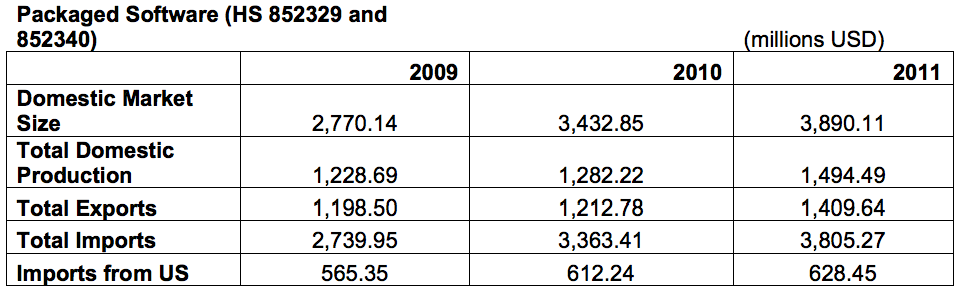 Packaged Software (HS 852329 and
852340) (millions USD)
2009 2010 2011
Domestic Market
Size 2,770.14 3,432.85 3,890.11
Total Domestic
Production 1,228.69 1,282.22 1,494.49
Total Exports 1,198.50 1,212.78 1,409.64
Total Imports 2,739.95 3,363.41 3,805.27
Imports from US 565.35 612.24 628.45